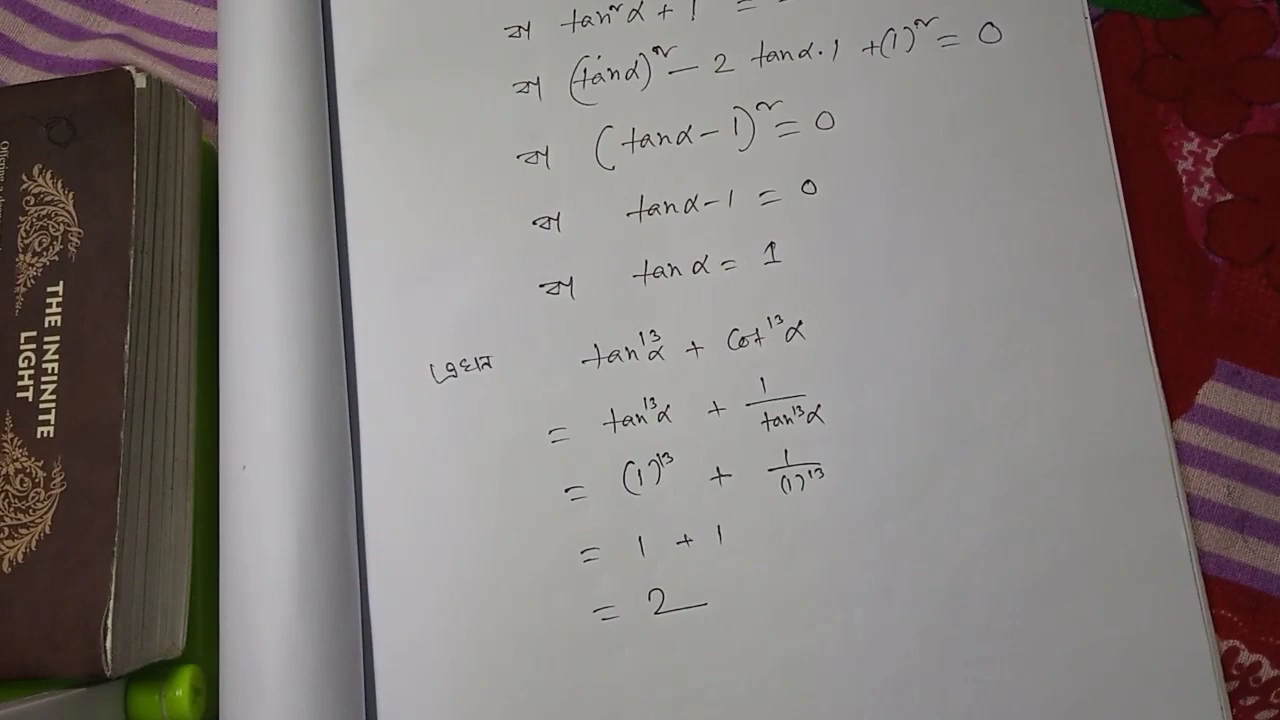 বা tan²α + 1 =
বা (tanα)² - 2 tanα.1 + (1)² = 0
বা (tanα - 1)² = 0
বা tanα - 1 = 0
বা tanα = 1
tan¹³α + cot¹³α
= tan¹³α + 1/tan¹³α
= (1)¹³ + 1/(1)¹³
= 1 + 1
= 2
THE INFINITE
LIGHT